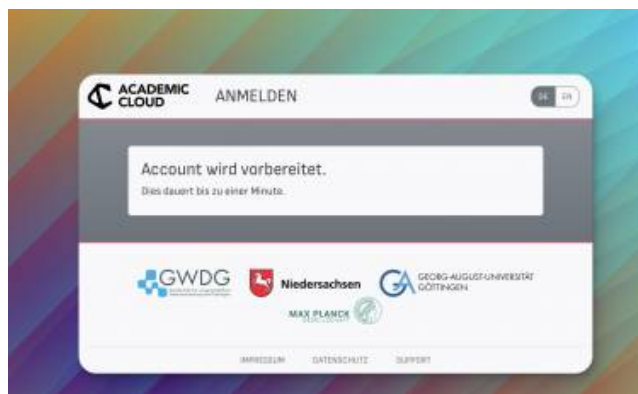 ACADEMIC
CLOUD
ANMELDEN
DE EN
Account wird vorbereitet.
Dies dauert bis zu einer Minute.
GWDG
Niedersachsen
GEORG-AUGUST-UNIVERSITÄT
GÖTTINGEN
MAX PLANCK
GESELLSCHAFT
IMPRESSUM DATENSCHUTZ SUPPORT